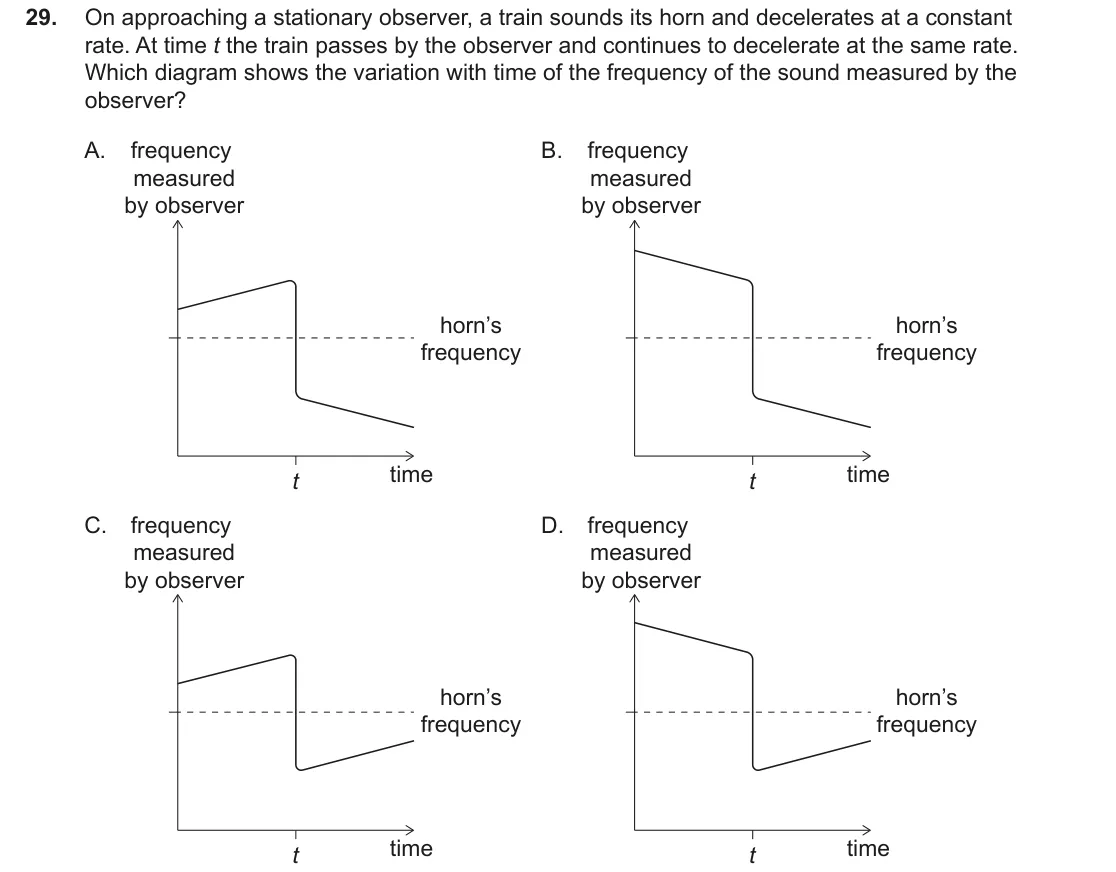 29. On approaching a stationary observer, a train sounds its horn and decelerates at a constant
rate. At time t the train passes by the observer and continues to decelerate at the same rate.
Which diagram shows the variation with time of the frequency of the sound measured by the
observer?
A. frequency
measured
by observer
horn's
frequency
t
time
B. frequency
measured
by observer
horn's
frequency
t
time
C. frequency
measured
by observer
horn's
frequency
t
time
D. frequency
measured
by observer
horn's
frequency
t
time